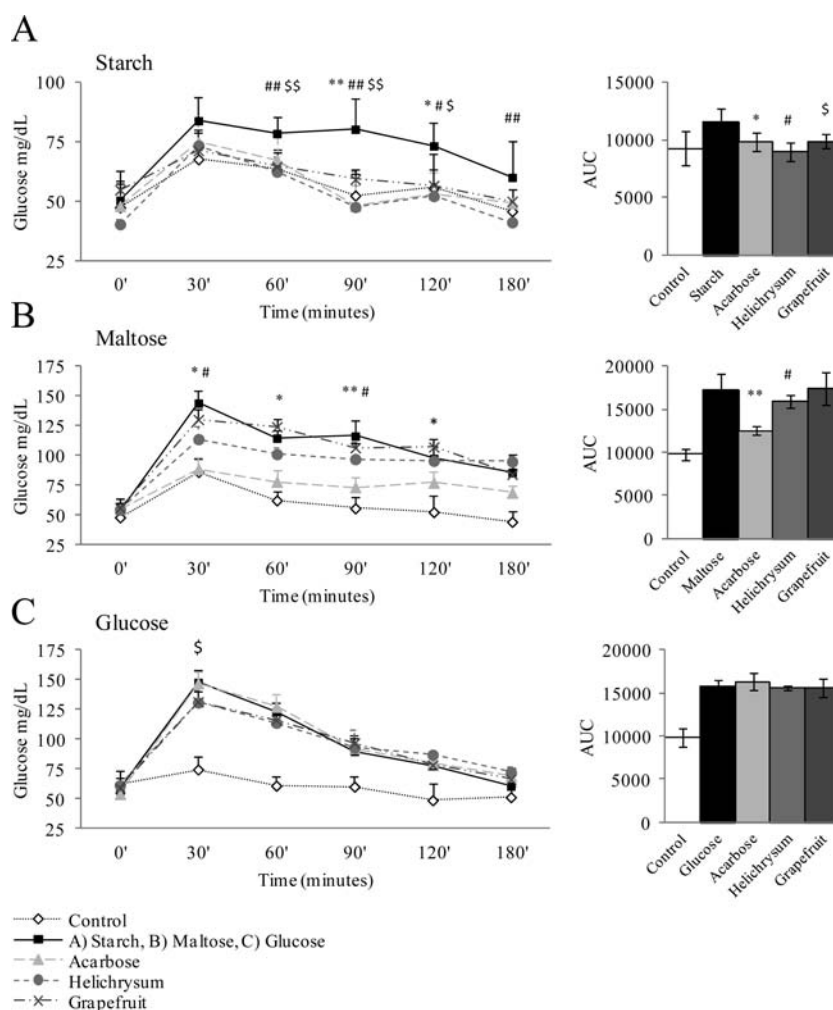 A
Starch
Glucose mg/dL
100
75
50
25
## $$
** ## $$
* # $
##
0'
30'
60'
90'
120'
180'
Time (minutes)
AUC
15000
10000
5000
0
*
#
$
Control
Starch
Acarbose
Helichrysum
Grapefruit
B
Maltose
Glucose mg/dL
175
150
125
100
75
50
25
* #
*
** #
*
0'
30'
60'
90'
120'
180'
Time (minutes)
AUC
20000
15000
10000
5000
0
**
#
Control
Maltose
Acarbose
Helichrysum
Grapefruit
C
Glucose
Glucose mg/dL
175
150
125
100
75
50
25
$
0'
30'
60'
90'
120'
180'
Time (minutes)
AUC
20000
15000
10000
5000
0
Control
Glucose
Acarbose
Helichrysum
Grapefruit
Control
A) Starch, B) Maltose, C) Glucose
Acarbose
Helichrysum
Grapefruit